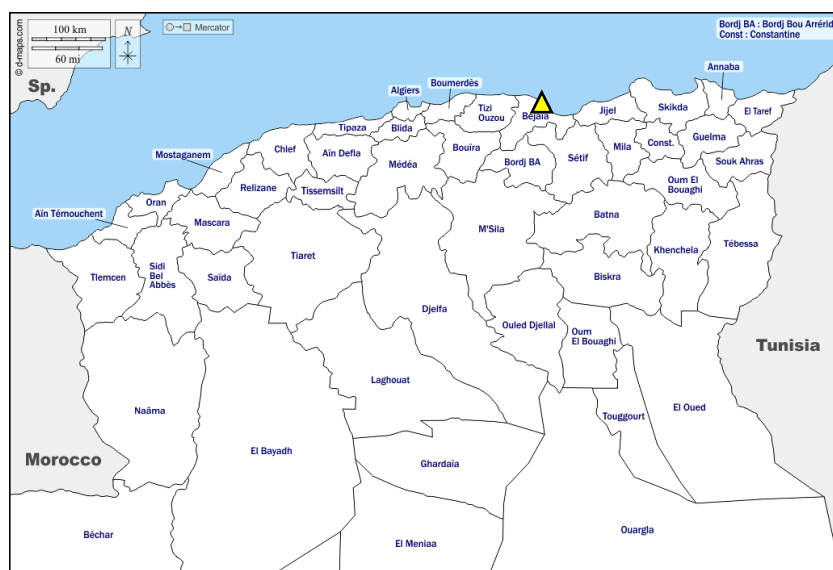 © d-maps.com
100 km
60 mi
N
Mercator
Bordj BA : Bordj Bou Arrérid
Const : Constantine
Sp.
Annaba
Boumerdès
Algiers
Tizi
Ouzou
Béjaïa
Jijel
Skikda
El Taref
Tipaza
Blida
Guelma
Mostaganem
Chlef
Aïn Defla
Médéa
Bouïra
Bordj BA
Sétif
Mila
Const.
Souk Ahras
Relizane
Tissemsilt
Oum El
Bouaghi
Oran
Aïn Témouchent
Mascara
Batna
M'Sila
Khenchela
Tébessa
Tiaret
Tlemcen
Sidi
Bel
Abbès
Saïda
Biskra
Djelfa
Ouled Djellal
Oum
El Bouaghi
Tunisia
Laghouat
Naâma
El Oued
Touggourt
El Bayadh
Morocco
Ghardaïa
Béchar
El Meniaa
Ouargla